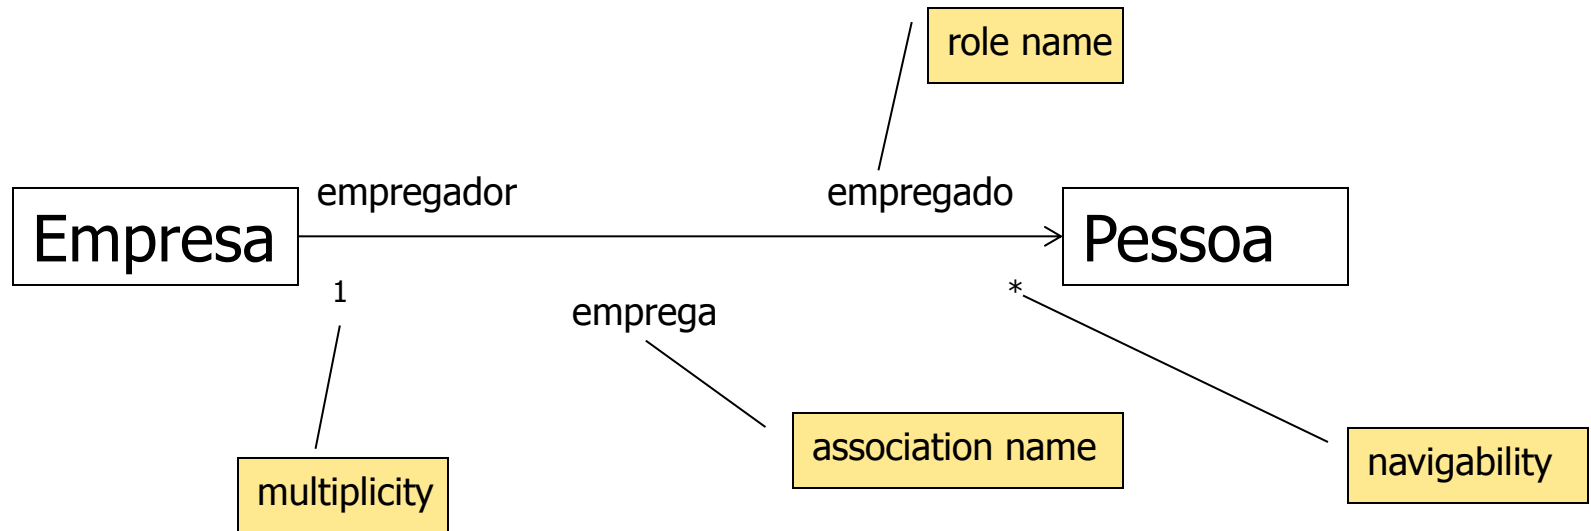 role name
empregador
empregado
Empresa
Pessoa
1
*
emprega
association name
navigability
multiplicity